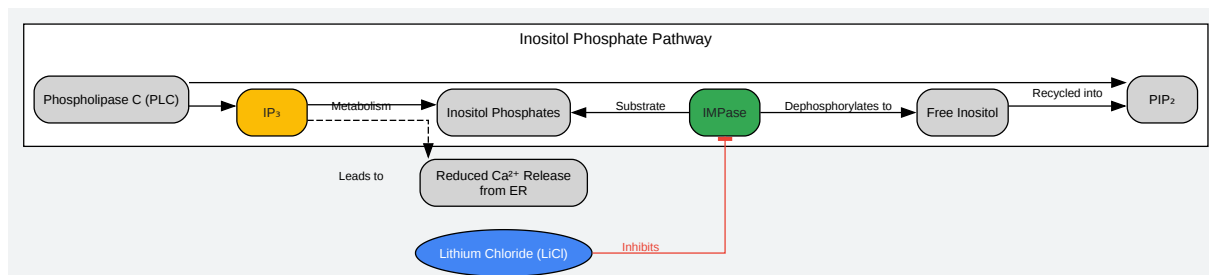 Inositol Phosphate Pathway
Phospholipase C (PLC)
IP₃
Metabolism
Inositol Phosphates
Substrate
IMPase
Dephosphorylates to
Free Inositol
Recycled into
PIP₂
Leads to
Reduced Ca²⁺ Release
from ER
Lithium Chloride (LiCl)
Inhibits